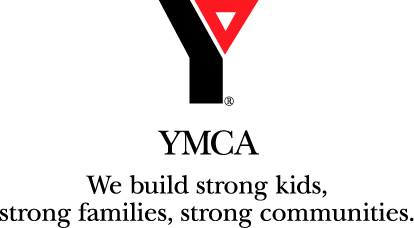 Y®
YMCA
We build strong kids,
strong families, strong communities.